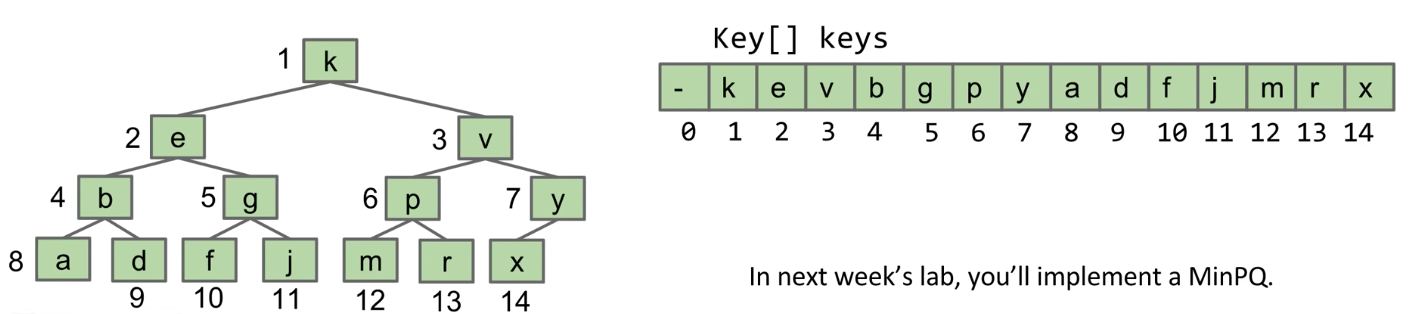 Key[] keys
1 k
2 e 3 v
4 b 5 g 6 p 7 y
8 a d f j m r x
9 10 11 12 13 14
- k e v b g p y a d f j m r x
0 1 2 3 4 5 6 7 8 9 10 11 12 13 14
In next week's lab, you'll implement a MinPQ.